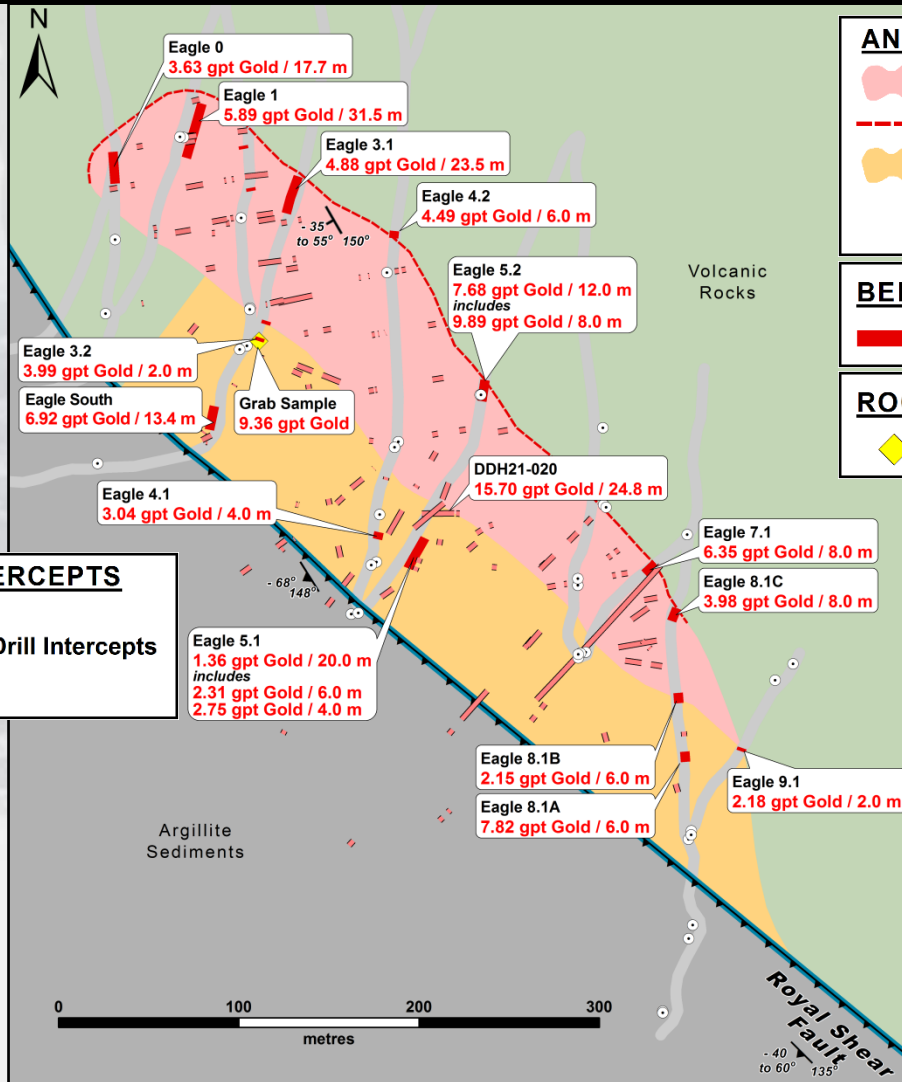 N
Eagle 0
3.63 gpt Gold / 17.7 m
Eagle 1
5.89 gpt Gold / 31.5 m
Eagle 3.1
4.88 gpt Gold / 23.5 m
Eagle 4.2
4.49 gpt Gold / 6.0 m
- 35
to 55° 150°
Eagle 5.2
7.68 gpt Gold / 12.0 m
includes
9.89 gpt Gold / 8.0 m
Volcanic
Rocks
AN
BE
RO
Eagle 3.2
3.99 gpt Gold / 2.0 m
Eagle South
6.92 gpt Gold / 13.4 m
Grab Sample
9.36 gpt Gold
DDH21-020
15.70 gpt Gold / 24.8 m
Eagle 4.1
3.04 gpt Gold / 4.0 m
Eagle 7.1
6.35 gpt Gold / 8.0 m
Eagle 8.1C
3.98 gpt Gold / 8.0 m
ERCEPTS
Drill Intercepts
- 68°
148°
Eagle 5.1
1.36 gpt Gold / 20.0 m
includes
2.31 gpt Gold / 6.0 m
2.75 gpt Gold / 4.0 m
Eagle 8.1B
2.15 gpt Gold / 6.0 m
Eagle 8.1A
7.82 gpt Gold / 6.0 m
Eagle 9.1
2.18 gpt Gold / 2.0 m
Argillite
Sediments
Royal Shear
Fault
0 100 200 300
metres
- 40
to 60° 135°